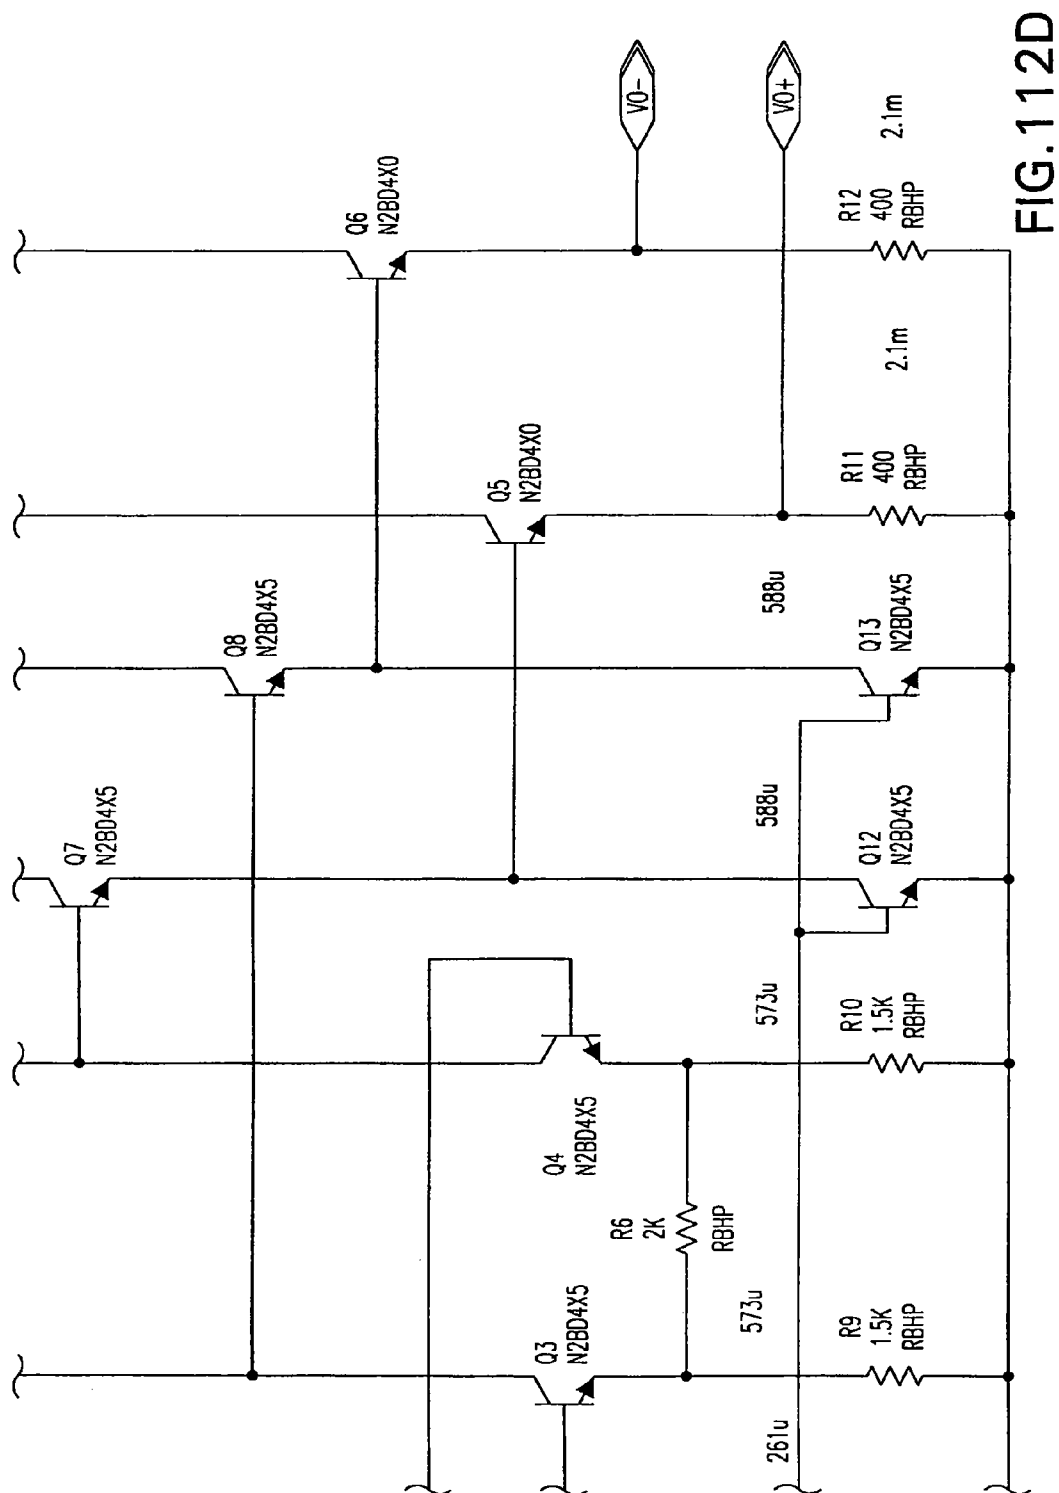 Q6
N2BD4X0
VO-
VO+
R12
400
RBHP
2.1m
Q5
N2BD4X0
R11
400
RBHP
2.1m
Q8
N2BD4X5
588u
Q13
N2BD4X5
Q7
N2BD4X5
588u
Q12
N2BD4X5
Q4
N2BD4X5
573u
R10
1.5K
RBHP
R6
2K
RBHP
Q3
N2BD4X5
573u
R9
1.5K
RBHP
261u
FIG.112D